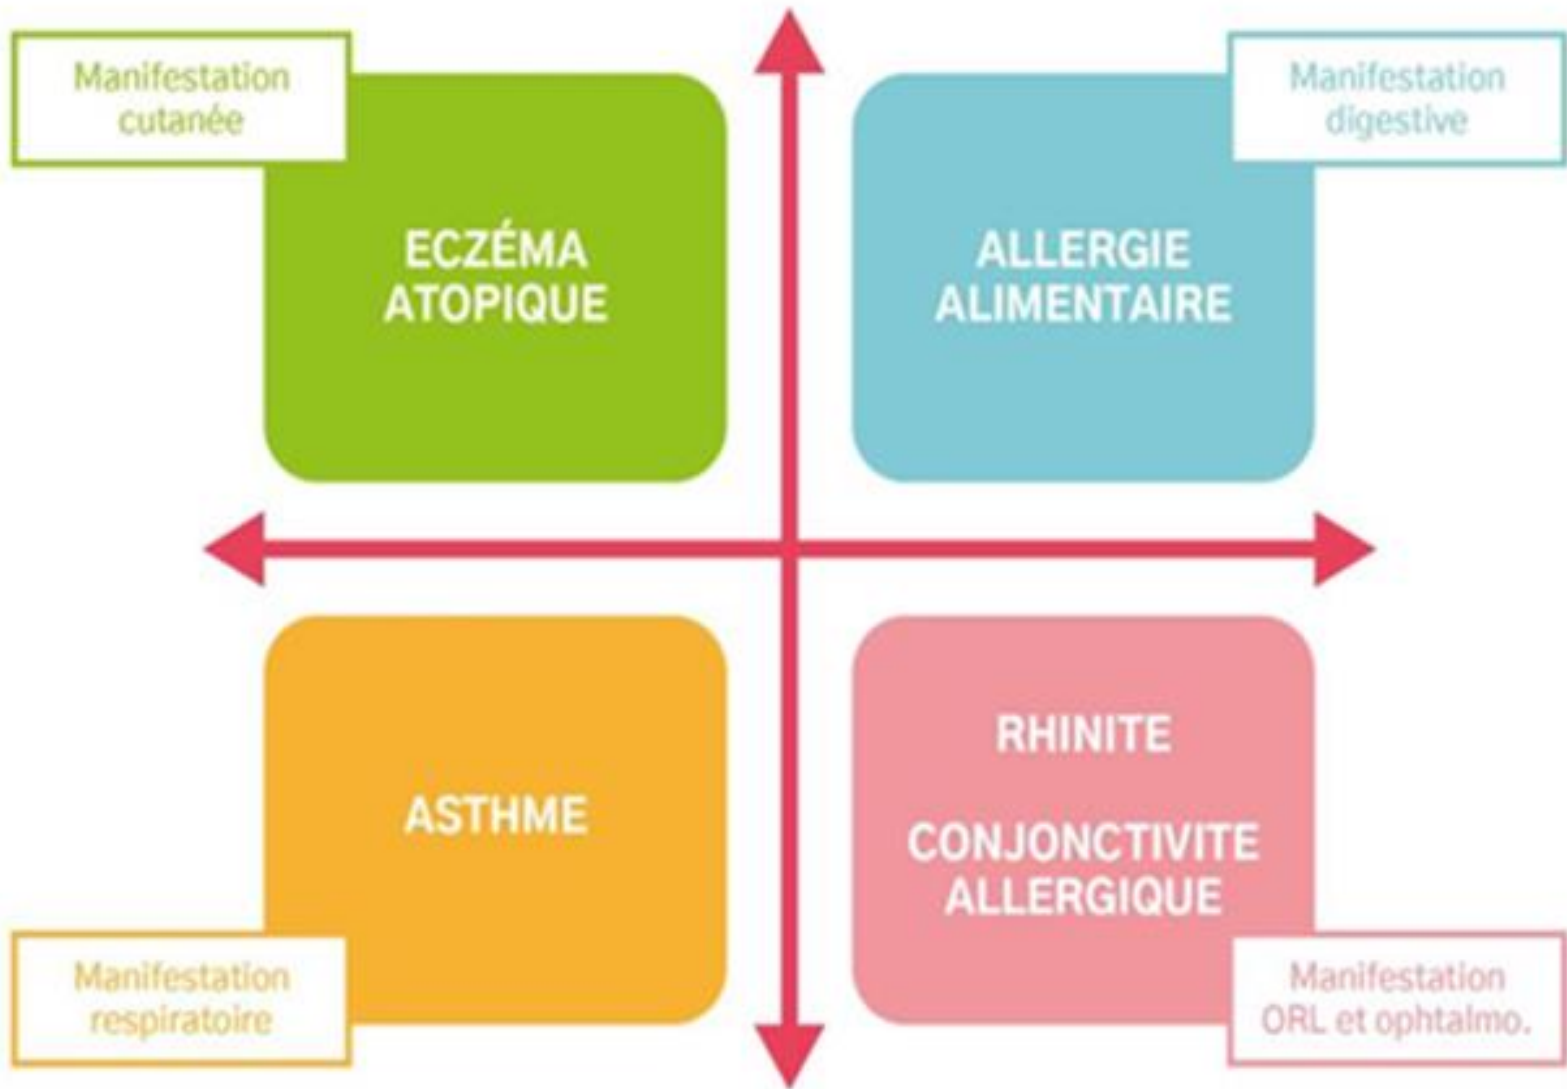 Manifestation
cutanée
Manifestation
digestive
ECZÉMA
ATOPIQUE
ALLERGIE
ALIMENTAIRE
ASTHME
RHINITE
CONJONCTIVITE
ALLERGIQUE
Manifestation
respiratoire
Manifestation
ORL et ophtalmo.